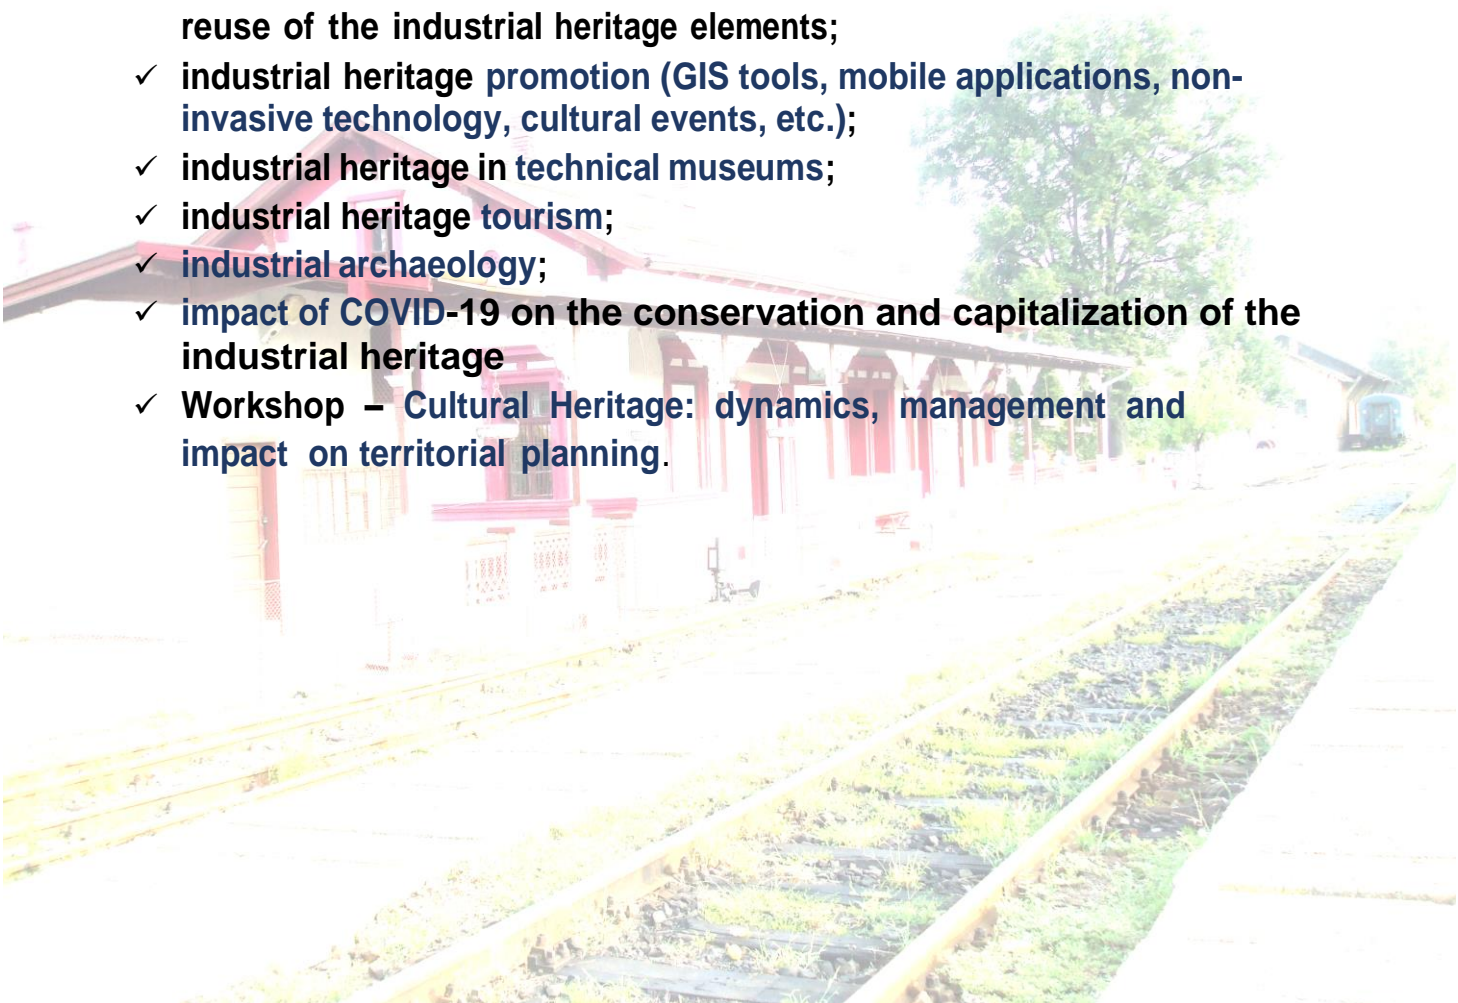 reuse of the industrial heritage elements;
✓ industrial heritage promotion (GIS tools, mobile applications, non-
invasive technology, cultural events, etc.);
✓ industrial heritage in technical museums;
✓ industrial heritage tourism;
✓ industrial archaeology;
✓ impact of COVID-19 on the conservation and capitalization of the
industrial heritage
✓ Workshop – Cultural Heritage: dynamics, management and
impact on territorial planning.